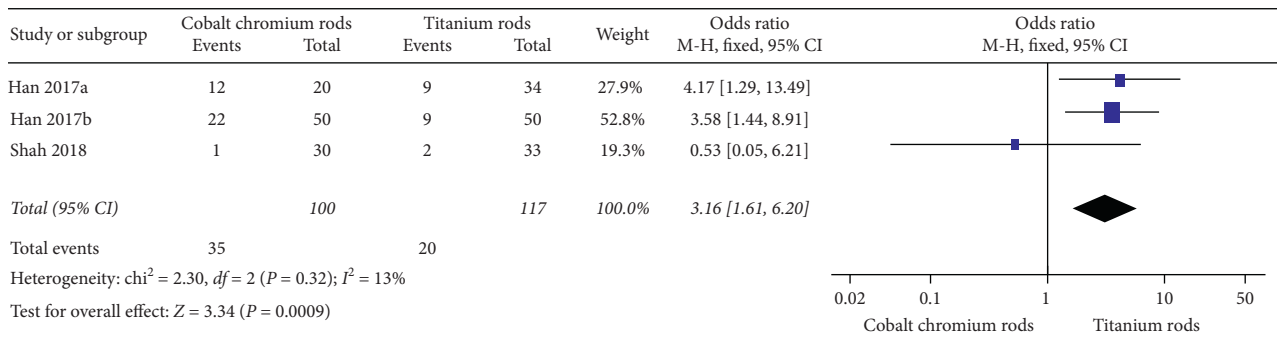 Study or subgroup Cobalt chromium rods Titanium rods Weight Odds ratio Odds ratio
Events Total Events Total M-H, fixed, 95% CI M-H, fixed, 95% CI
Han 2017a 12 20 9 34 27.9% 4.17 [1.29, 13.49]
Han 2017b 22 50 9 50 52.8% 3.58 [1.44, 8.91]
Shah 2018 1 30 2 33 19.3% 0.53 [0.05, 6.21]
Total (95% CI) 100 117 100.0% 3.16 [1.61, 6.20]
Total events 35 20
Heterogeneity: chi² = 2.30, df = 2 (P = 0.32); I² = 13%
Test for overall effect: Z = 3.34 (P = 0.0009)
0.02 0.1 1 10 50
Cobalt chromium rods Titanium rods